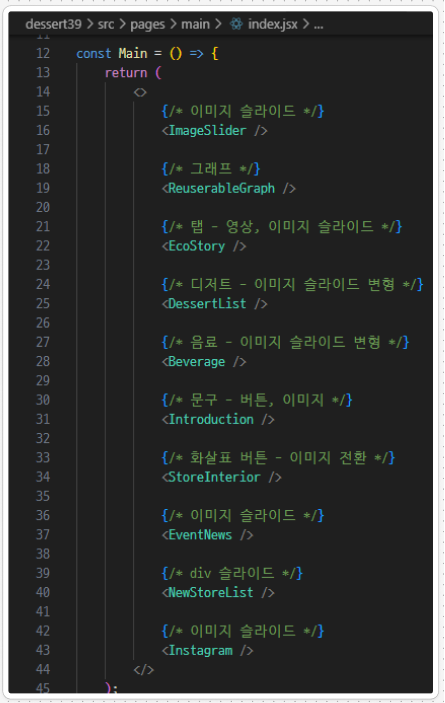 dessert39 > src > pages > main > index.jsx > ...
11
12 const Main = () => {
13 return (
14 <>
15 {/* 이미지 슬라이드 */}
16 <ImageSlider />
17
18 {/* 그래프 */}
19 <ReuserableGraph />
20
21 {/* 탭 - 영상, 이미지 슬라이드 */}
22 <EcoStory />
23
24 {/* 디저트 - 이미지 슬라이드 변형 */}
25 <DessertList />
26
27 {/* 음료 - 이미지 슬라이드 변형 */}
28 <Beverage />
29
30 {/* 문구 - 버튼, 이미지 */}
31 <Introduction />
32
33 {/* 화살표 버튼 - 이미지 전환 */}
34 <StoreInterior />
35
36 {/* 이미지 슬라이드 */}
37 <EventNews />
38
39 {/* div 슬라이드 */}
40 <NewStoreList />
41
42 {/* 이미지 슬라이드 */}
43 <Instagram />
44 </>
45 );